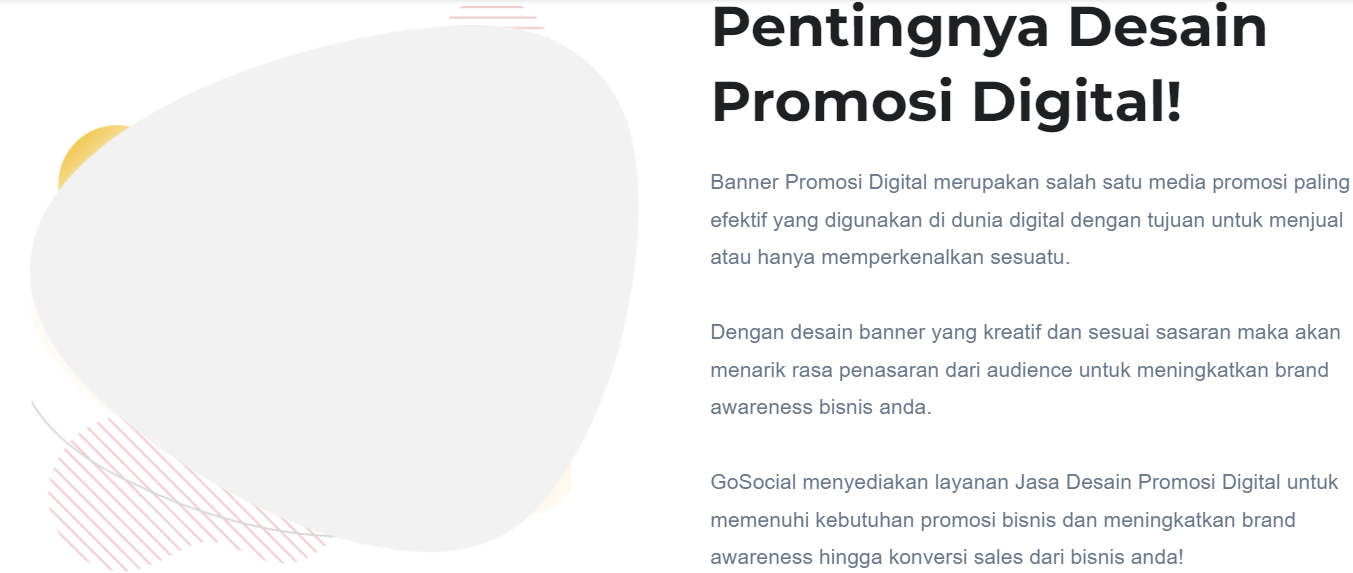 Pentingnya Desain
Promosi Digital!
Banner Promosi Digital merupakan salah satu media promosi paling
efektif yang digunakan di dunia digital dengan tujuan untuk menjual
atau hanya memperkenalkan sesuatu.
Dengan desain banner yang kreatif dan sesuai sasaran maka akan
menarik rasa penasaran dari audience untuk meningkatkan brand
awareness bisnis anda.
GoSocial menyediakan layanan Jasa Desain Promosi Digital untuk
memenuhi kebutuhan promosi bisnis dan meningkatkan brand
awareness hingga konversi sales dari bisnis anda!